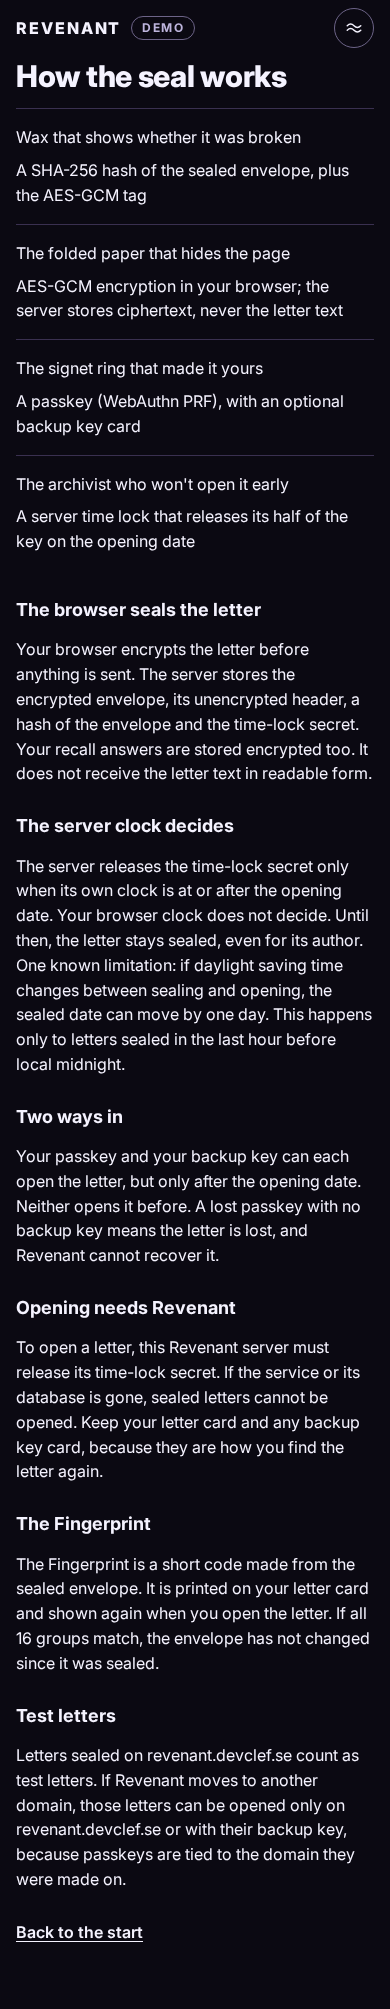 REVENANT DEMO
How the seal works
Wax that shows whether it was broken
A SHA-256 hash of the sealed envelope, plus
the AES-GCM tag
The folded paper that hides the page
AES-GCM encryption in your browser; the
server stores ciphertext, never the letter text
The signet ring that made it yours
A passkey (WebAuthn PRF), with an optional
backup key card
The archivist who won't open it early
A server time lock that releases its half of the
key on the opening date
The browser seals the letter
Your browser encrypts the letter before
anything is sent. The server stores the
encrypted envelope, its unencrypted header, a
hash of the envelope and the time-lock secret.
Your recall answers are stored encrypted too. It
does not receive the letter text in readable form.
The server clock decides
The server releases the time-lock secret only
when its own clock is at or after the opening
date. Your browser clock does not decide. Until
then, the letter stays sealed, even for its author.
One known limitation: if daylight saving time
changes between sealing and opening, the
sealed date can move by one day. This happens
only to letters sealed in the last hour before
local midnight.
Two ways in
Your passkey and your backup key can each
open the letter, but only after the opening date.
Neither opens it before. A lost passkey with no
backup key means the letter is lost, and
Revenant cannot recover it.
Opening needs Revenant
To open a letter, this Revenant server must
release its time-lock secret. If the service or its
database is gone, sealed letters cannot be
opened. Keep your letter card and any backup
key card, because they are how you find the
letter again.
The Fingerprint
The Fingerprint is a short code made from the
sealed envelope. It is printed on your letter card
and shown again when you open the letter. If all
16 groups match, the envelope has not changed
since it was sealed.
Test letters
Letters sealed on revenant.devclef.se count as
test letters. If Revenant moves to another
domain, those letters can be opened only on
revenant.devclef.se or with their backup key,
because passkeys are tied to the domain they
were made on.
Back to the start